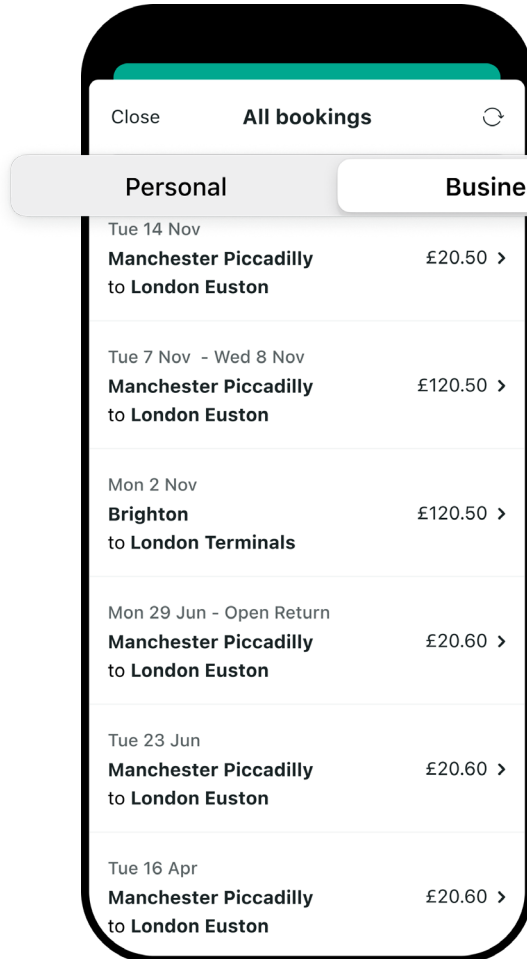 Close All bookings
Personal Busine
Tue 14 Nov
Manchester Piccadilly £20.50
to London Euston
Tue 7 Nov - Wed 8 Nov
Manchester Piccadilly £120.50
to London Euston
Mon 2 Nov
Brighton £120.50
to London Terminals
Mon 29 Jun - Open Return
Manchester Piccadilly £20.60
to London Euston
Tue 23 Jun
Manchester Piccadilly £20.60
to London Euston
Tue 16 Apr
Manchester Piccadilly £20.60
to London Euston